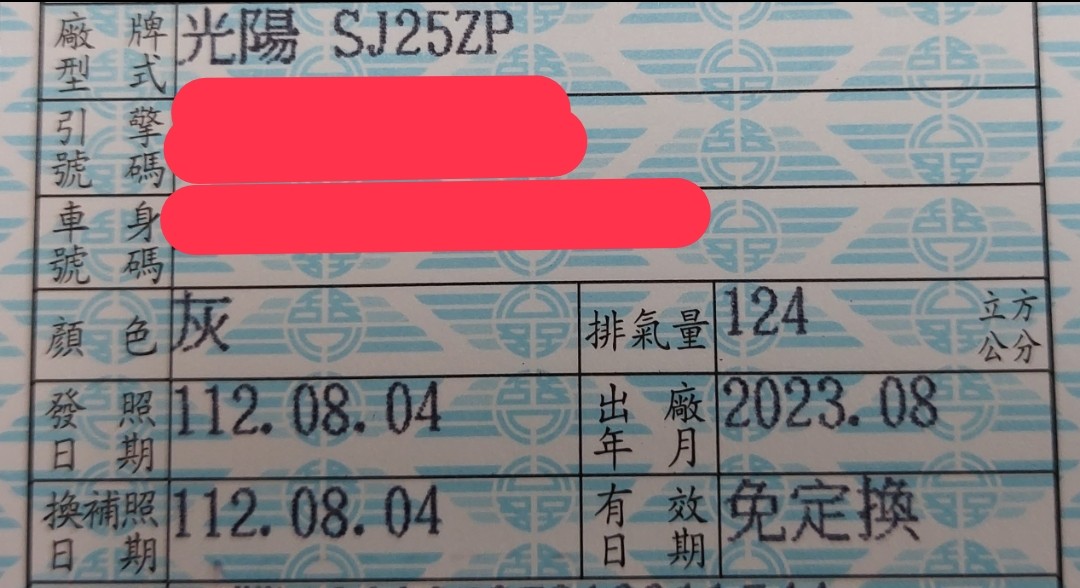 廠牌型式 光陽 SJ25ZP
引擎號碼
車身號碼
顏色 灰 排氣量 124 立方公分
發照日期 112.08.04 出廠年月 2023.08
換補照日期 112.08.04 有效日期 免定換